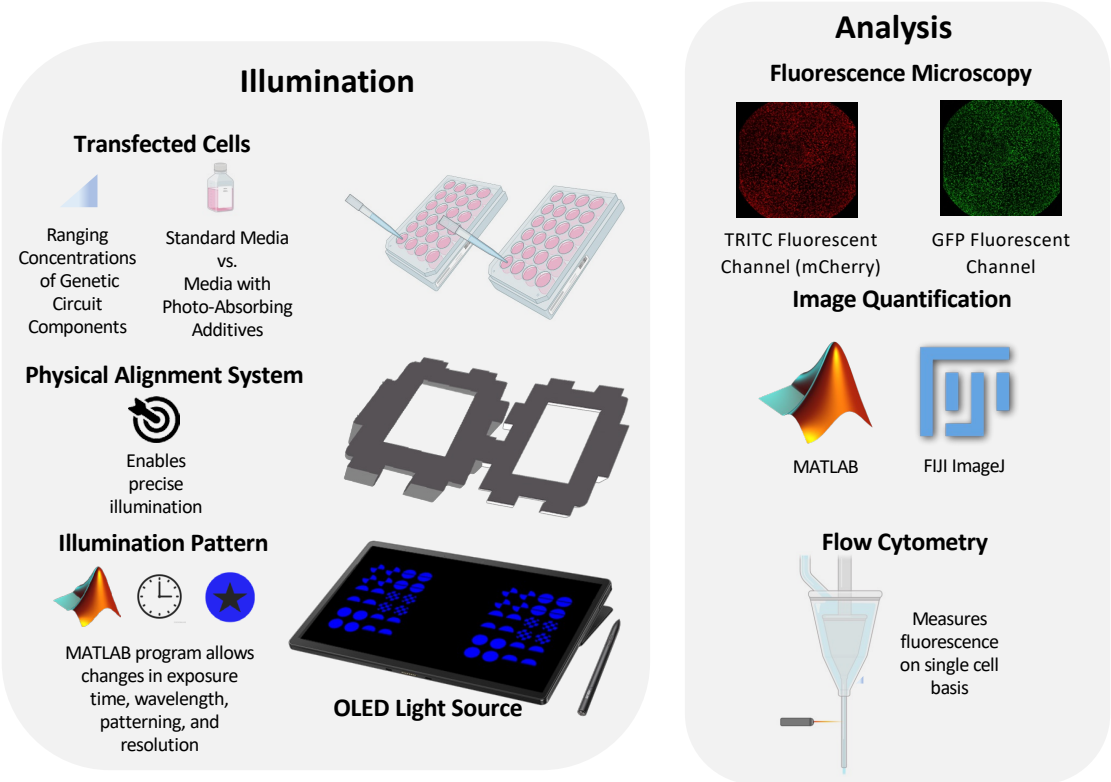 Illumination
Transfected Cells
Ranging
Concentrations
of Genetic
Circuit
Components
Standard Media
vs.
Media with
Photo-Absorbing
Additives
Physical Alignment System
Enables
precise
illumination
Illumination Pattern
MATLAB program allows
changes in exposure
time, wavelength,
patterning, and
resolution
OLED Light Source
Analysis
Fluorescence Microscopy
TRITC Fluorescent
Channel (mCherry)
GFP Fluorescent
Channel
Image Quantification
MATLAB
FIJI ImageJ
Flow Cytometry
Measures
fluorescence
on single cell
basis